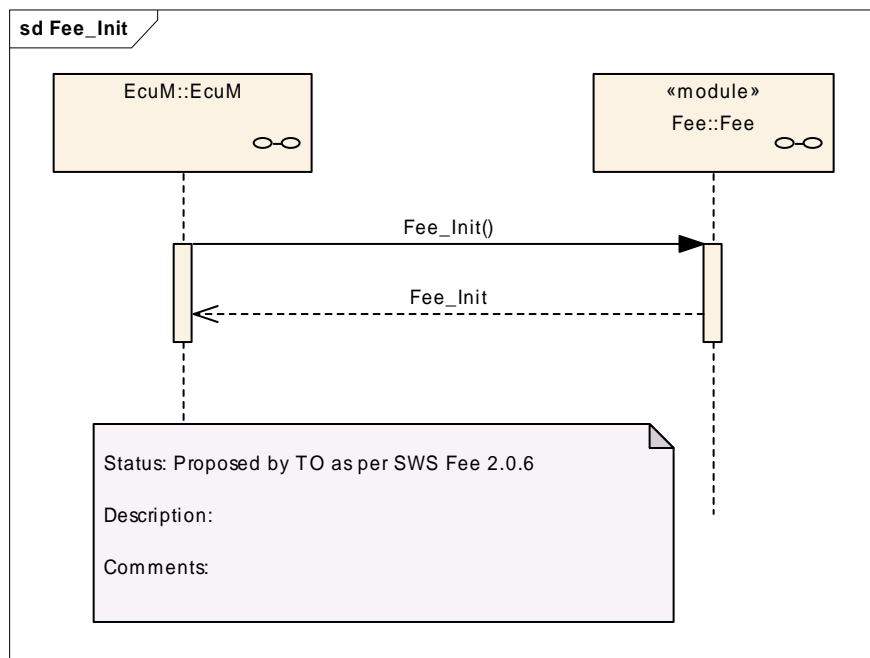 sd Fee_Init
EcuM::EcuM
«module»
Fee::Fee
Fee_Init()
Fee_Init
Status: Proposed by TO as per SWS Fee 2.0.6
Description:
Comments: